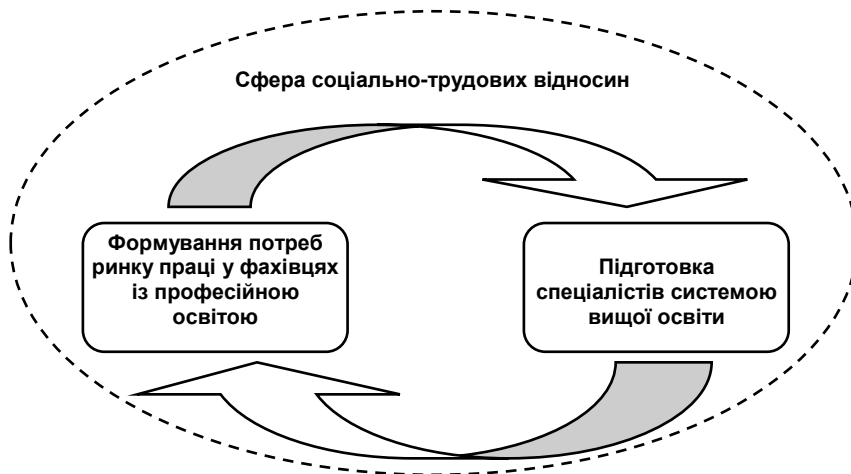 Сфера соціально-трудових відносин
Формування потреб
ринку праці у фахівцях
із професійною
освітою
Підготовка
спеціалістів системою
вищої освіти